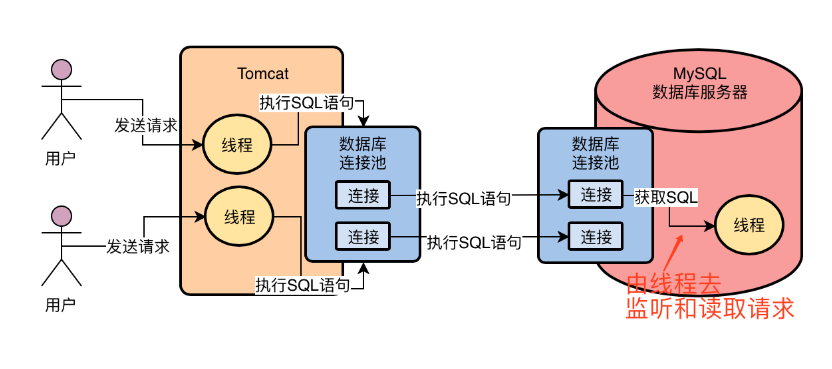 Tomcat
MySQL
数据库服务器
执行SQL语句
发送请求
线程
数据库
连接池
数据库
连接池
用户
连接
执行SQL语句
连接
获取SQL
线程
线程
连接
执行SQL语句
连接
发送请求
执行SQL语句
用户
由线程去
监听和读取请求